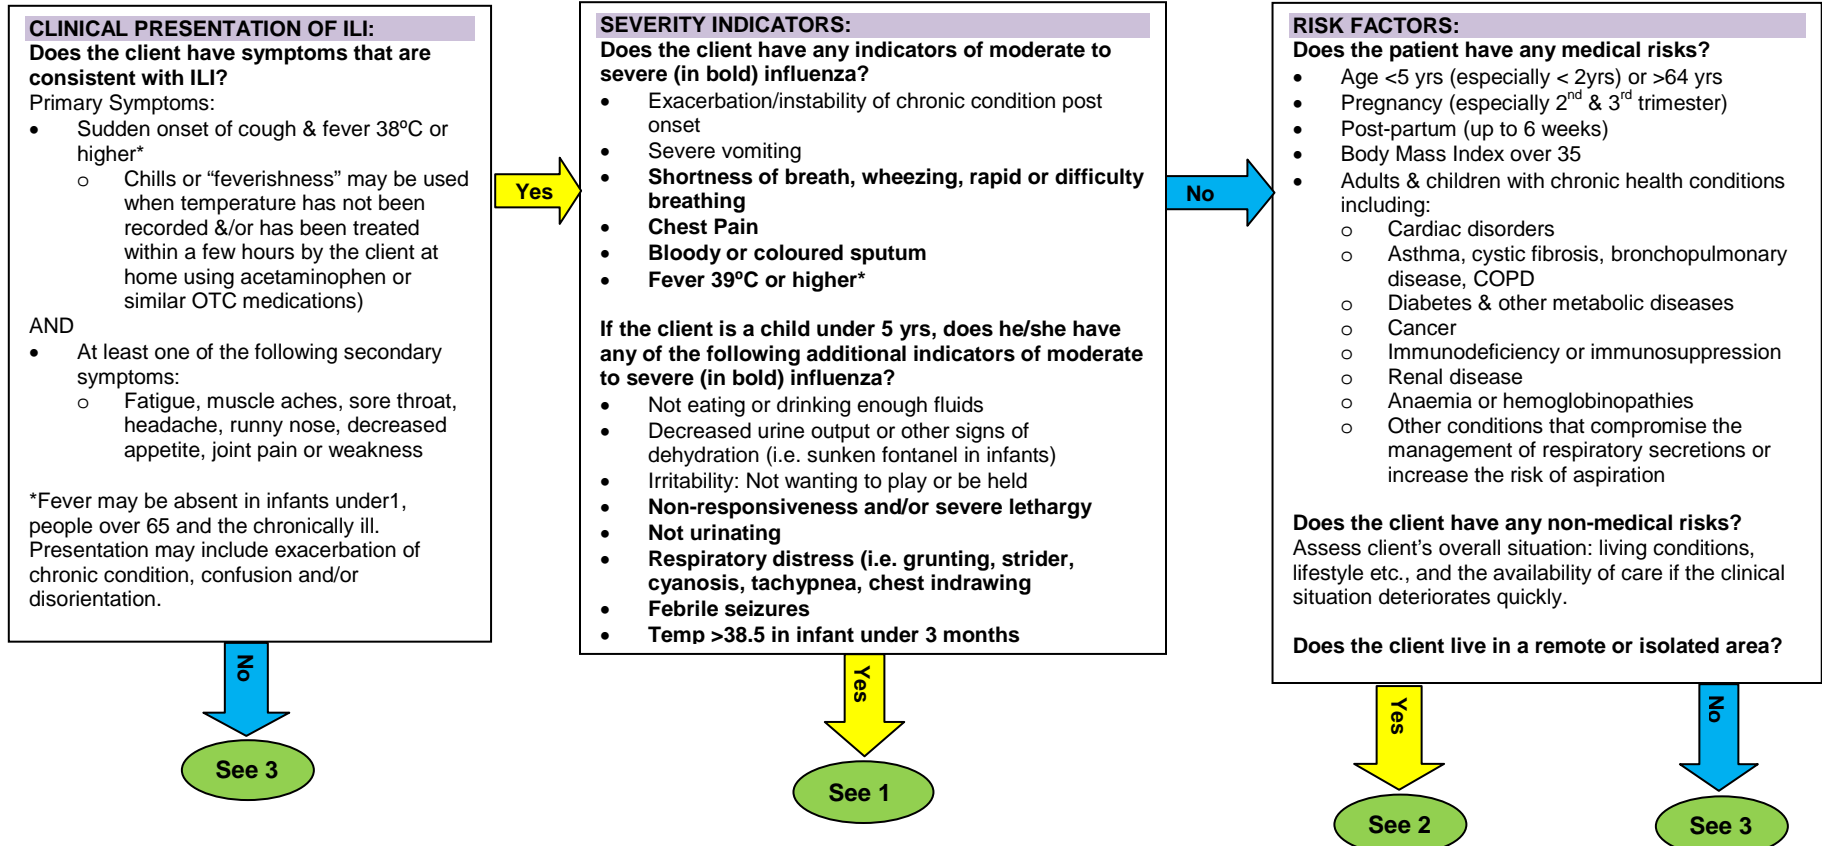 CLINICAL PRESENTATION OF ILI:
Does the client have symptoms that are
consistent with ILI?
Primary Symptoms:
• Sudden onset of cough & fever 38ºC or
higher*
o Chills or “feverishness” may be used
when temperature has not been
recorded &/or has been treated
within a few hours by the client at
home using acetaminophen or
similar OTC medications)
AND
• At least one of the following secondary
symptoms:
o Fatigue, muscle aches, sore throat,
headache, runny nose, decreased
appetite, joint pain or weakness
*Fever may be absent in infants under1,
people over 65 and the chronically ill.
Presentation may include exacerbation of
chronic condition, confusion and/or
disorientation.
No
See 3
Yes
SEVERITY INDICATORS:
Does the client have any indicators of moderate to
severe (in bold) influenza?
• Exacerbation/instability of chronic condition post
onset
• Severe vomiting
• Shortness of breath, wheezing, rapid or difficulty
breathing
• Chest Pain
• Bloody or coloured sputum
• Fever 39ºC or higher*
If the client is a child under 5 yrs, does he/she have
any of the following additional indicators of moderate
to severe (in bold) influenza?
• Not eating or drinking enough fluids
• Decreased urine output or other signs of
dehydration (i.e. sunken fontanel in infants)
• Irritability: Not wanting to play or be held
• Non-responsiveness and/or severe lethargy
• Not urinating
• Respiratory distress (i.e. grunting, strider,
cyanosis, tachypnea, chest indrawing
• Febrile seizures
• Temp >38.5 in infant under 3 months
Yes
See 1
No
RISK FACTORS:
Does the patient have any medical risks?
• Age <5 yrs (especially < 2yrs) or >64 yrs
• Pregnancy (especially 2nd & 3rd trimester)
• Post-partum (up to 6 weeks)
• Body Mass Index over 35
• Adults & children with chronic health conditions
including:
o Cardiac disorders
o Asthma, cystic fibrosis, bronchopulmonary
disease, COPD
o Diabetes & other metabolic diseases
o Cancer
o Immunodeficiency or immunosuppression
o Renal disease
o Anaemia or hemoglobinopathies
o Other conditions that compromise the
management of respiratory secretions or
increase the risk of aspiration
Does the client have any non-medical risks?
Assess client’s overall situation: living conditions,
lifestyle etc., and the availability of care if the clinical
situation deteriorates quickly.
Does the client live in a remote or isolated area?
Yes
See 2
No
See 3